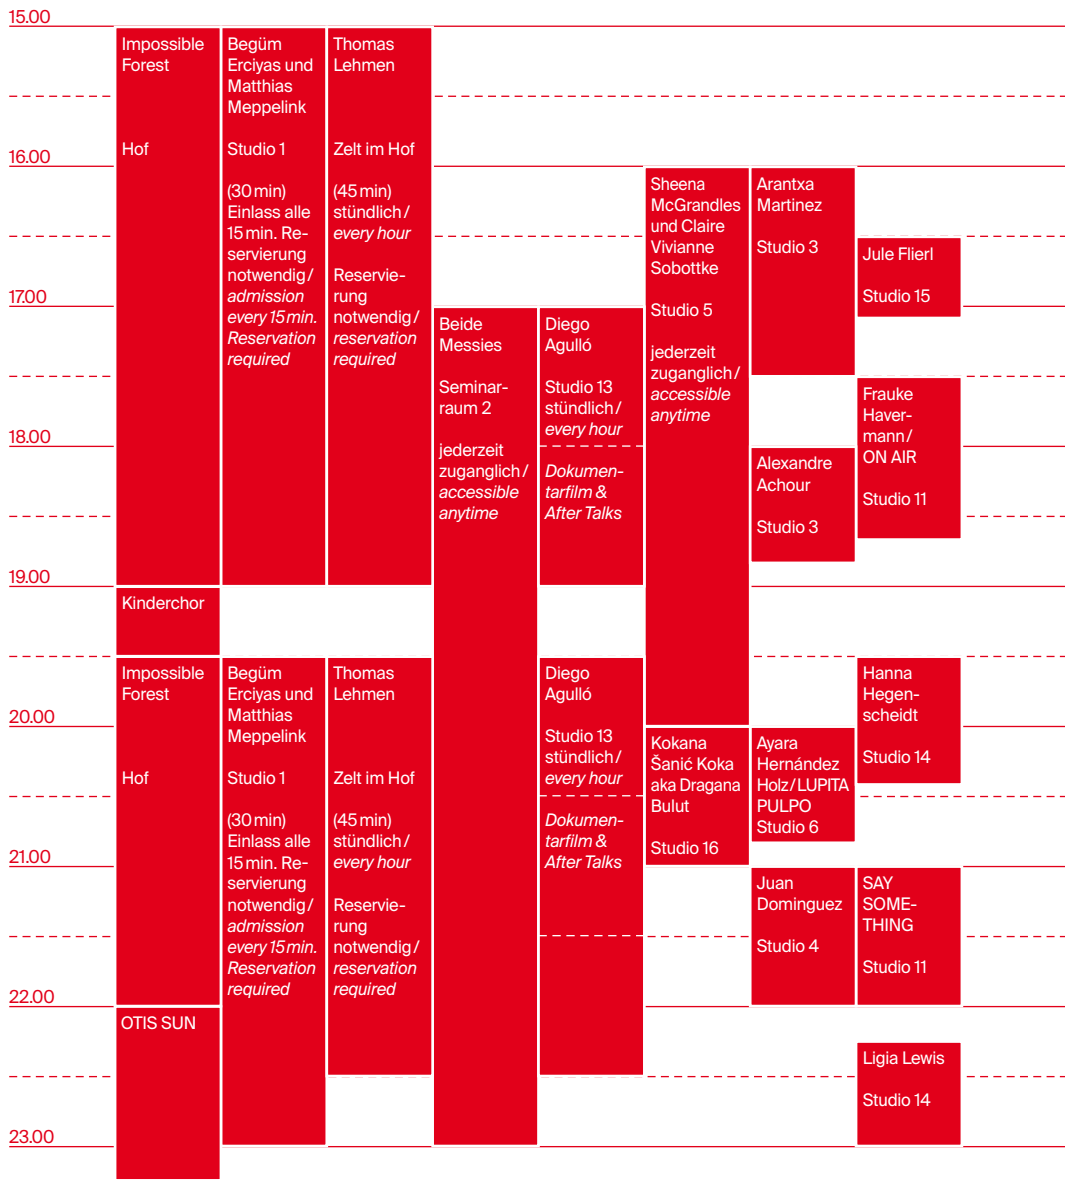 15.00
16.00
17.00
18.00
19.00
20.00
21.00
22.00
23.00
Impossible
Forest
Hof
Kinderchor
Impossible
Forest
Hof
OTIS SUN
Begüm
Erciyas und
Matthias
Meppelink
Studio 1
(30 min)
Einlass alle
15 min. Re-
servierung
notwendig /
admission
every 15 min.
Reservation
required
Begüm
Erciyas und
Matthias
Meppelink
Studio 1
(30 min)
Einlass alle
15 min. Re-
servierung
notwendig /
admission
every 15 min.
Reservation
required
Thomas
Lehmen
Zelt im Hof
(45 min)
stündlich /
every hour
Reservie-
rung
notwendig /
reservation
required
Thomas
Lehmen
Zelt im Hof
(45 min)
stündlich /
every hour
Reservie-
rung
notwendig /
reservation
required
Beide
Messies
Seminar-
raum 2
jederzeit
zuganglich /
accessible
anytime
Diego
Agulló
Studio 13
stündlich /
every hour
Dokumen-
tarfilm &
After Talks
Diego
Agulló
Studio 13
stündlich /
every hour
Dokumen-
tarfilm &
After Talks
Sheena
McGrandles
und Claire
Vivianne
Sobottke
Studio 5
jederzeit
zuganglich /
accessible
anytime
Kokana
Šanić Koka
aka Dragana
Bulut
Studio 16
Arantxa
Martinez
Studio 3
Alexandre
Achour
Studio 3
Ayara
Hernández
Holz / LUPITA
PULPO
Studio 6
Juan
Dominguez
Studio 4
Jule Flierl
Studio 15
Frauke
Haver-
mann /
ON AIR
Studio 11
Hanna
Hegen-
scheidt
Studio 14
SAY
SOME-
THING
Studio 11
Ligia Lewis
Studio 14